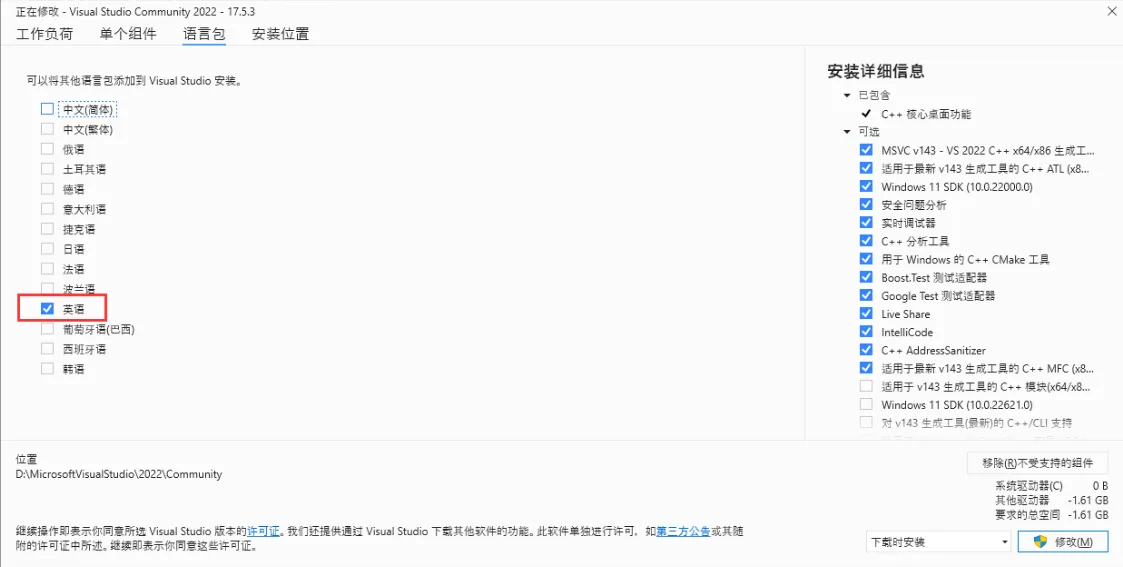 正在修改 - Visual Studio Community 2022 - 17.5.3
工作负荷 单个组件 语言包 安装位置
可以将其他语言包添加到 Visual Studio 安装。
中文(简体)
中文(繁体)
俄语
土耳其语
德语
意大利语
捷克语
日语
法语
波兰语
英语
葡萄牙语(巴西)
西班牙语
韩语
安装详细信息
已包含
C++ 核心桌面功能
可选
MSVC v143 - VS 2022 C++ x64/x86 生成工...
适用于最新 v143 生成工具的 C++ ATL (x8...
Windows 11 SDK (10.0.22000.0)
安全问题分析
实时调试器
C++ 分析工具
用于 Windows 的 C++ CMake 工具
Boost.Test 测试适配器
Google Test 测试适配器
Live Share
IntelliCode
C++ AddressSanitizer
适用于最新 v143 生成工具的 C++ MFC (x8...
适用于 v143 生成工具的 C++ 模块(x64/x8...
Windows 11 SDK (10.0.22621.0)
对 v143 生成工具(最新)的 C++/CLI 支持
位置
D:\MicrosoftVisualStudio\2022\Community
移除(R)不受支持的组件
系统驱动器(C) 0 B
其他驱动器 -1.61 GB
要求的总空间 -1.61 GB
继续操作即表示你同意所选 Visual Studio 版本的许可证。我们还提供通过 Visual Studio 下载其他软件的功能。此软件单独进行许可，如第三方公告或其随
附的许可证中所述。继续即表示你同意这些许可证。
下载时安装
修改(M)